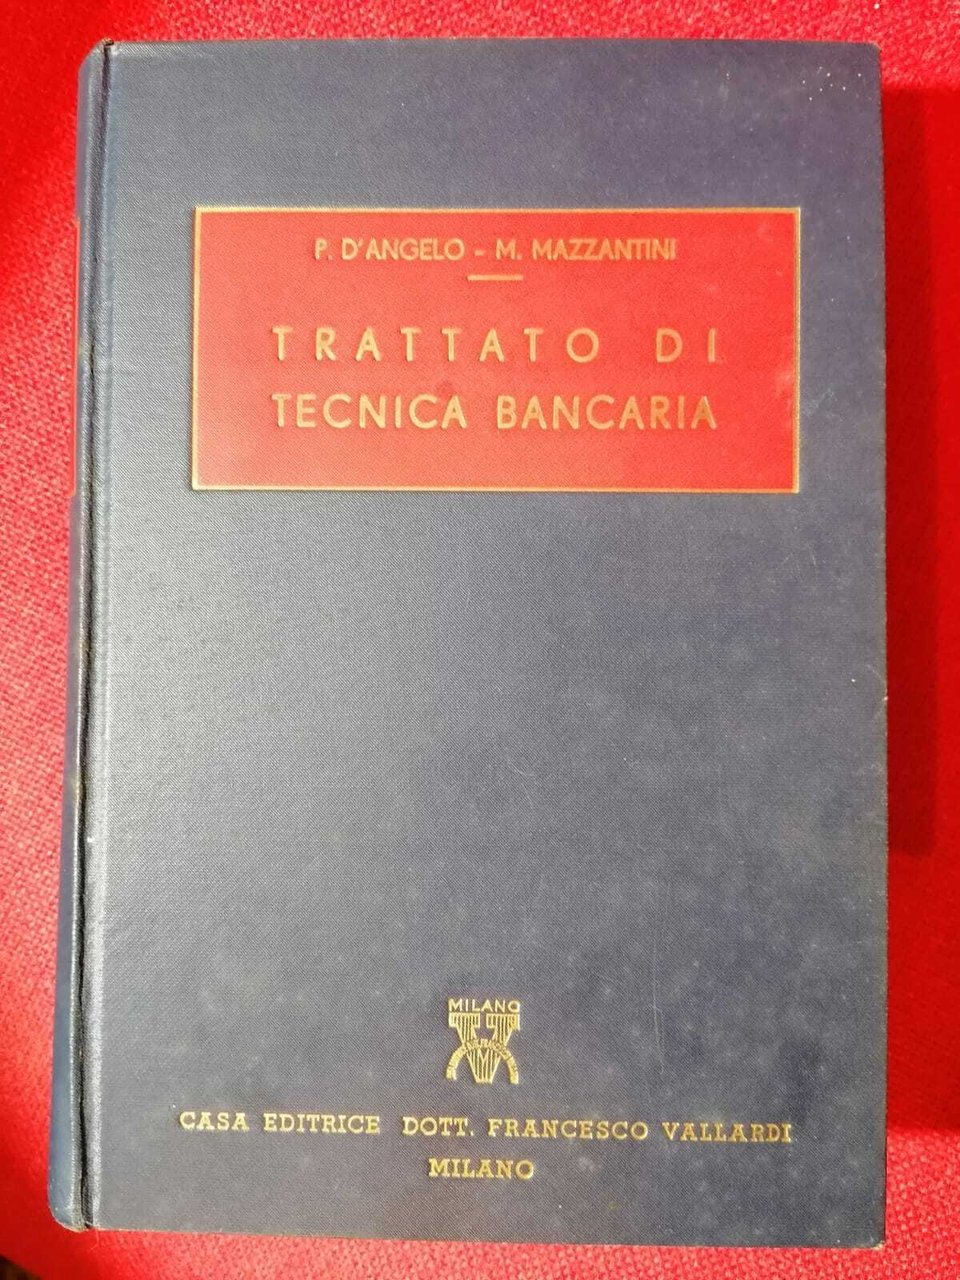 P. D'ANGELO - M. MAZZANTINI
TRATTATO DI
TECNICA BANCARIA
MILANO
CASA EDITRICE DOTT. FRANCESCO VALLARDI
MILANO